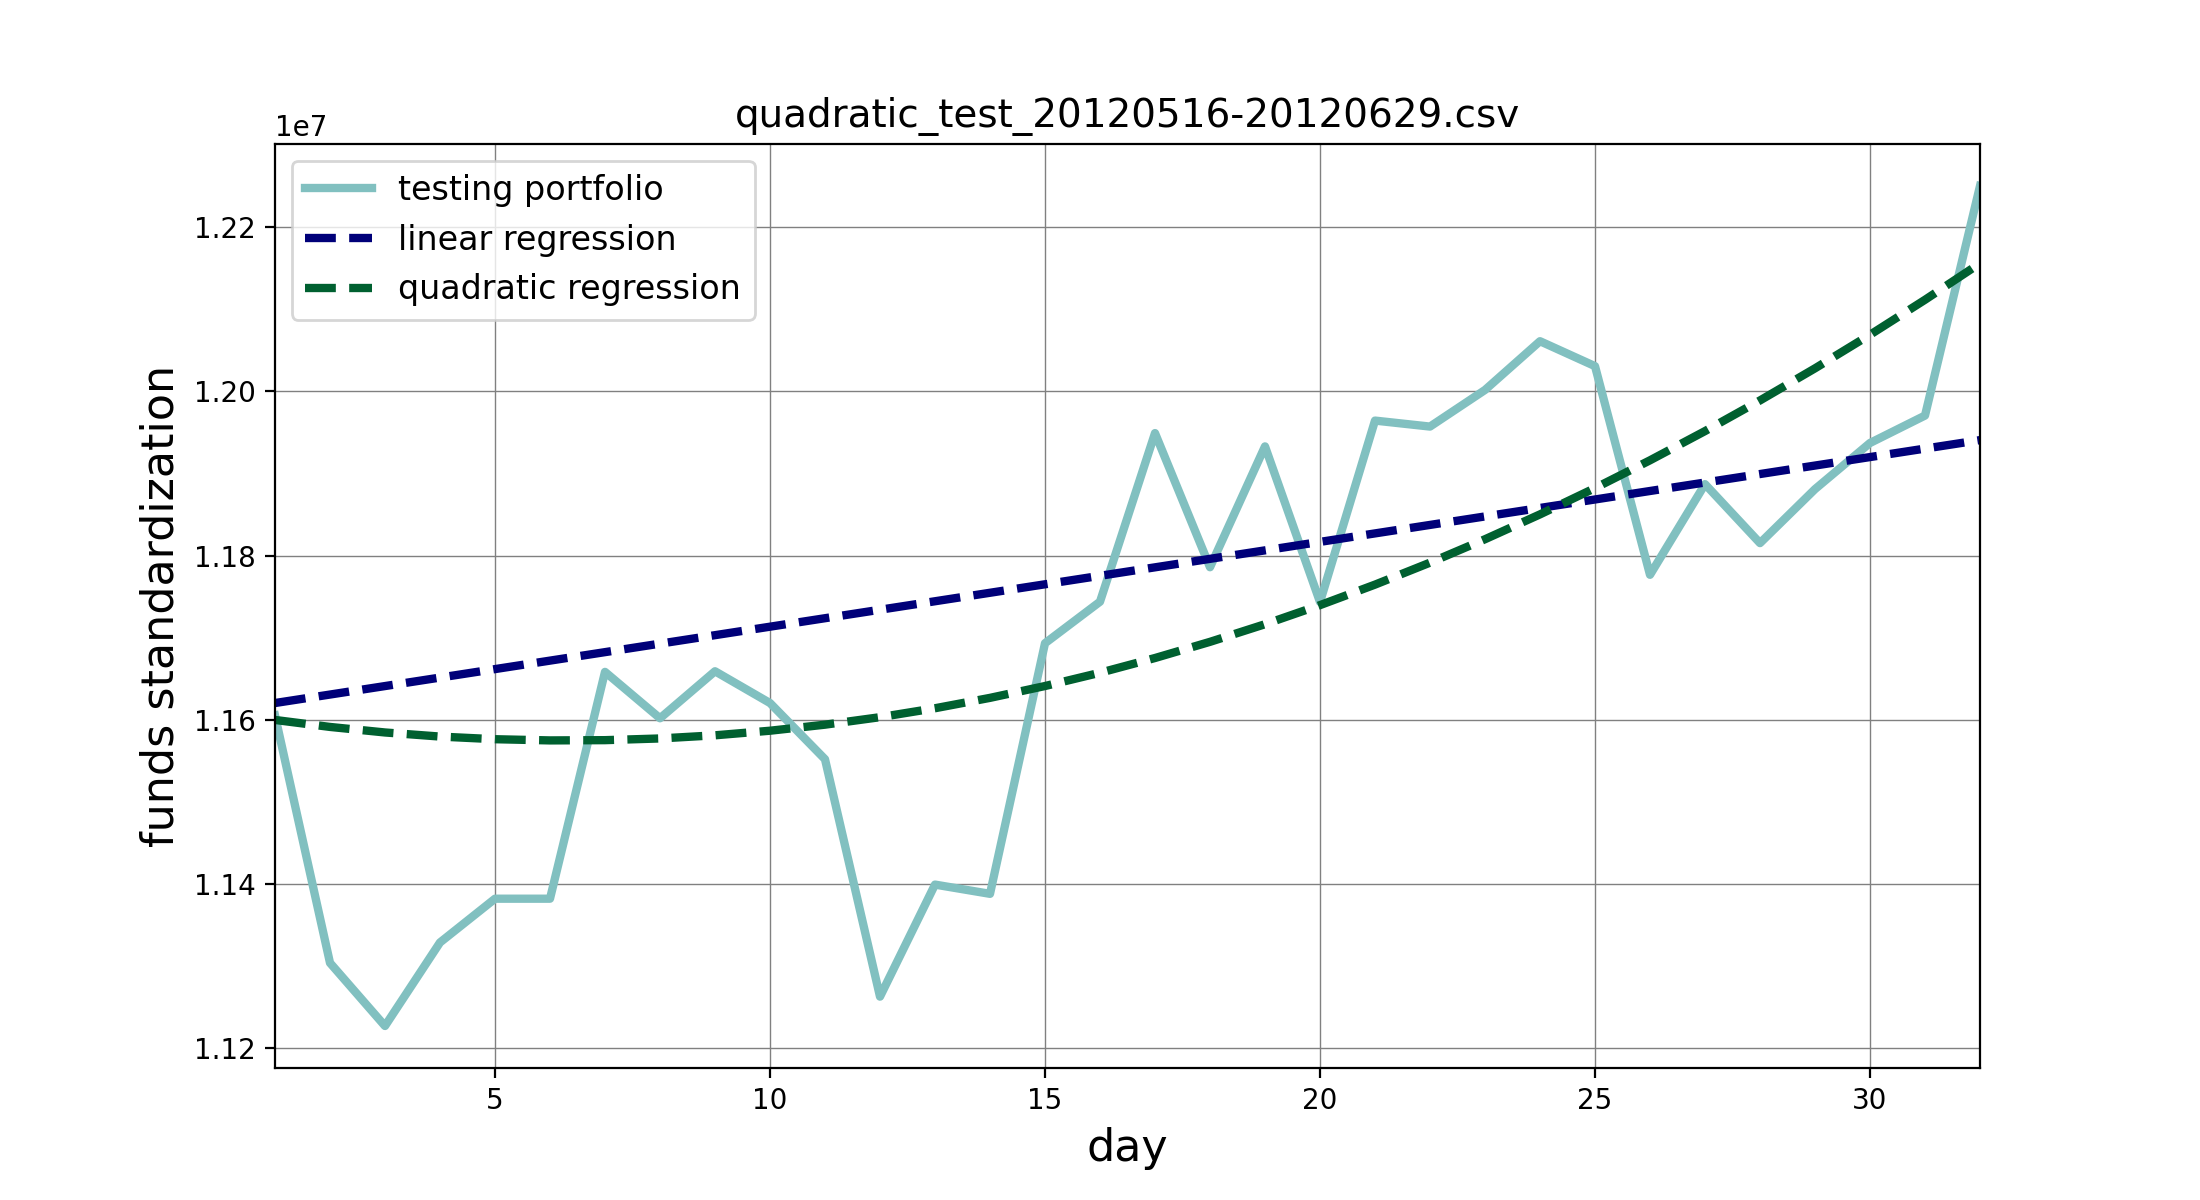 quadratic_test_20120516-20120629.csv
1e7
testing portfolio
linear regression
quadratic regression
1.22
1.20
1.18
1.16
1.14
1.12
funds standardization
5 10 15 20 25 30
day